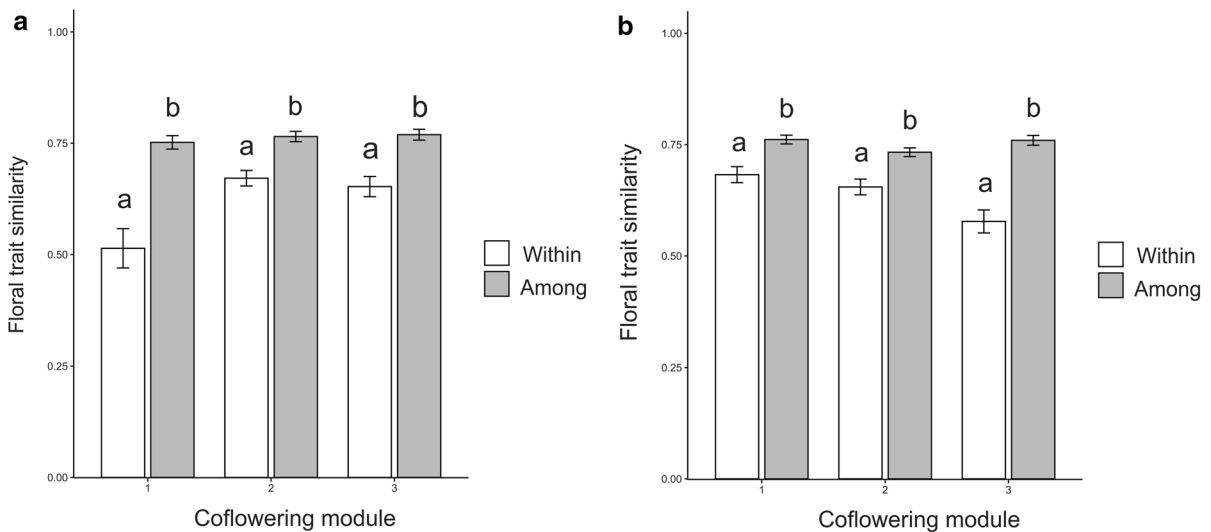 a
1.00
0.75
0.50
0.25
0.00
Floral trait similarity
a
b
a
b
a
b
1
2
3
Coflowering module
Within
Among
b
1.00
0.75
0.50
0.25
0.00
Floral trait similarity
a
b
a
b
a
b
1
2
3
Coflowering module
Within
Among